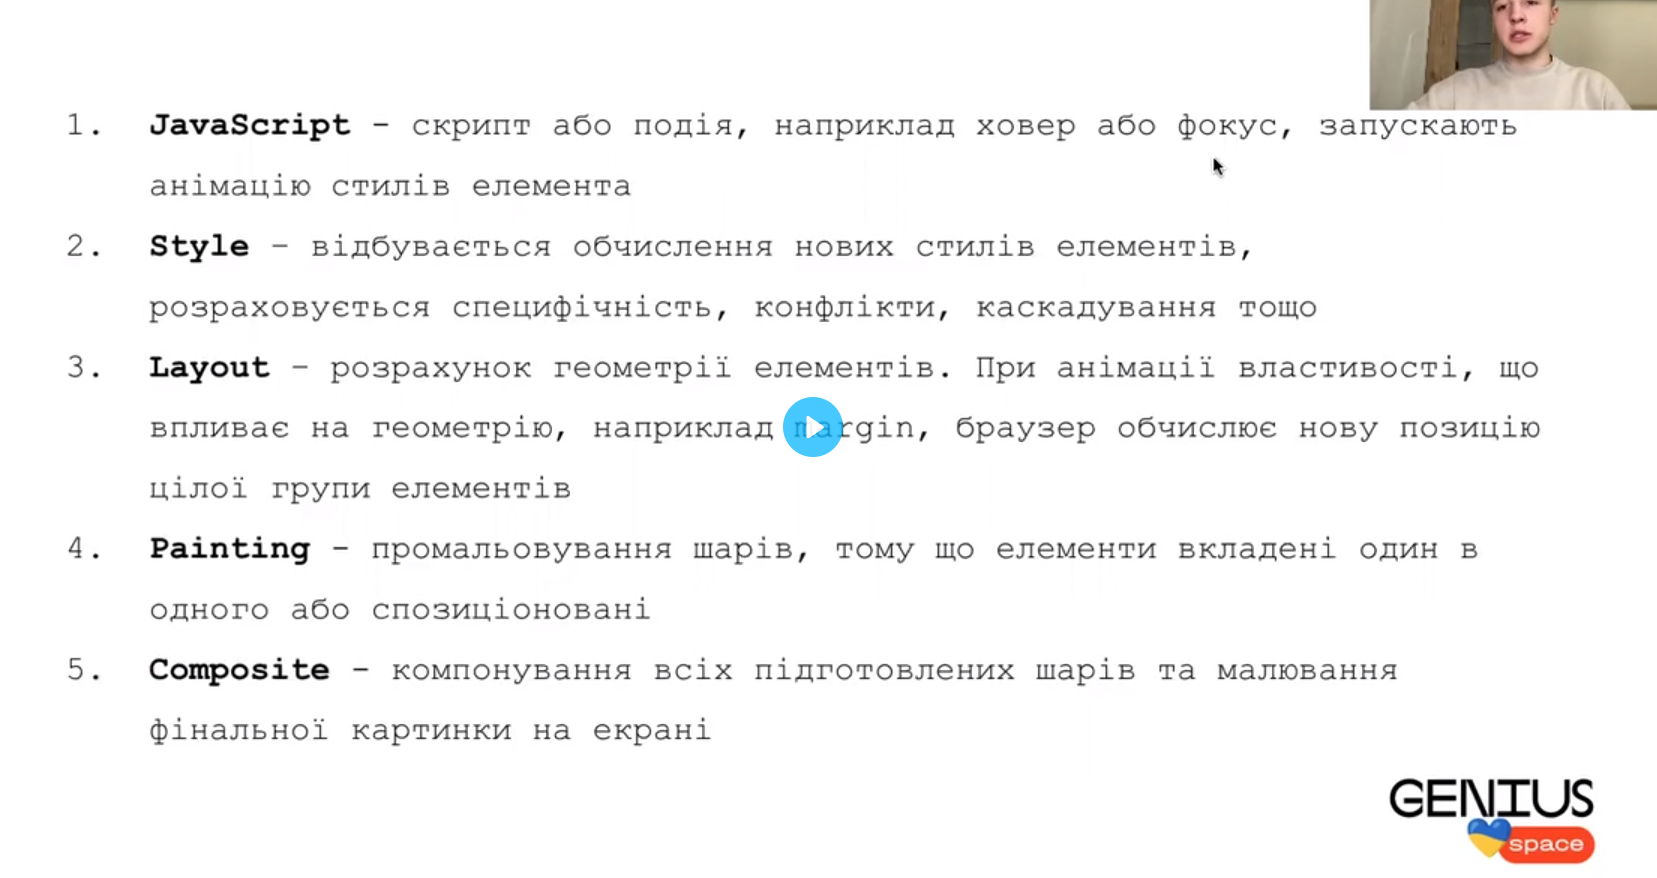 1. JavaScript – скрипт або подія, наприклад ховер або фокус, запускають
анімацію стилів елемента
2. Style – відбувається обчислення нових стилів елементів,
розраховується специфічність, конфлікти, каскадування тощо
3. Layout – розрахунок геометрії елементів. При анімації властивості, що
впливає на геометрію, наприклад margin, браузер обчислює нову позицію
цілої групи елементів
4. Painting – промальовування шарів, тому що елементи вкладені один в
одного або спозиціоновані
5. Composite – компонування всіх підготовлених шарів та малювання
фінальної картинки на екрані
GENIUS
space